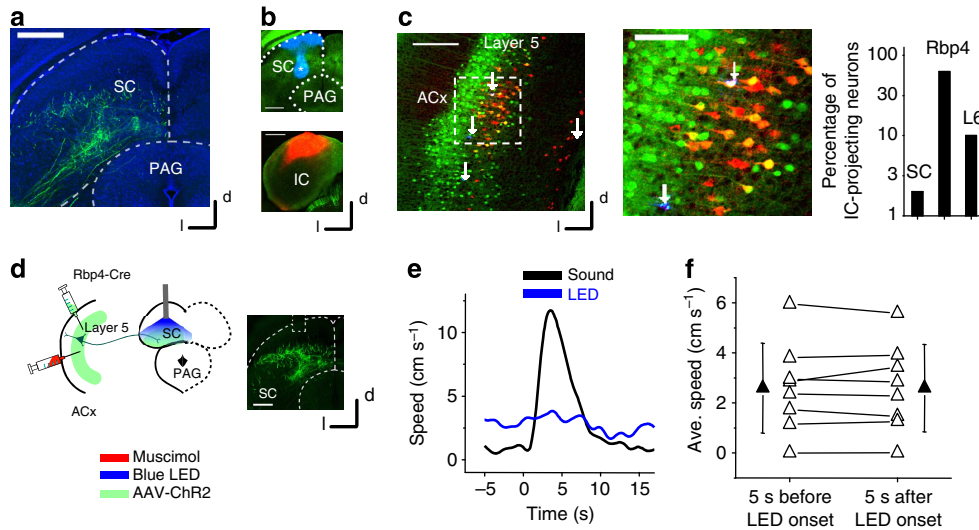 a
SC
PAG
l
d
b
SC
*
PAG
IC
l
d
c
Layer 5
ACx
l
d
Percentage of
IC-projecting neurons
100
30
10
3
1
SC
Rbp4
L6
d
Rbp4-Cre
Layer 5
SC
PAG
ACx
SC
l
d
Muscimol
Blue LED
AAV-ChR2
e
Sound
LED
Speed (cm s⁻¹)
10
5
0
−5 0 5 10 15
Time (s)
f
Ave. speed (cm s⁻¹)
6
4
2
0
5 s before
LED onset
5 s after
LED onset